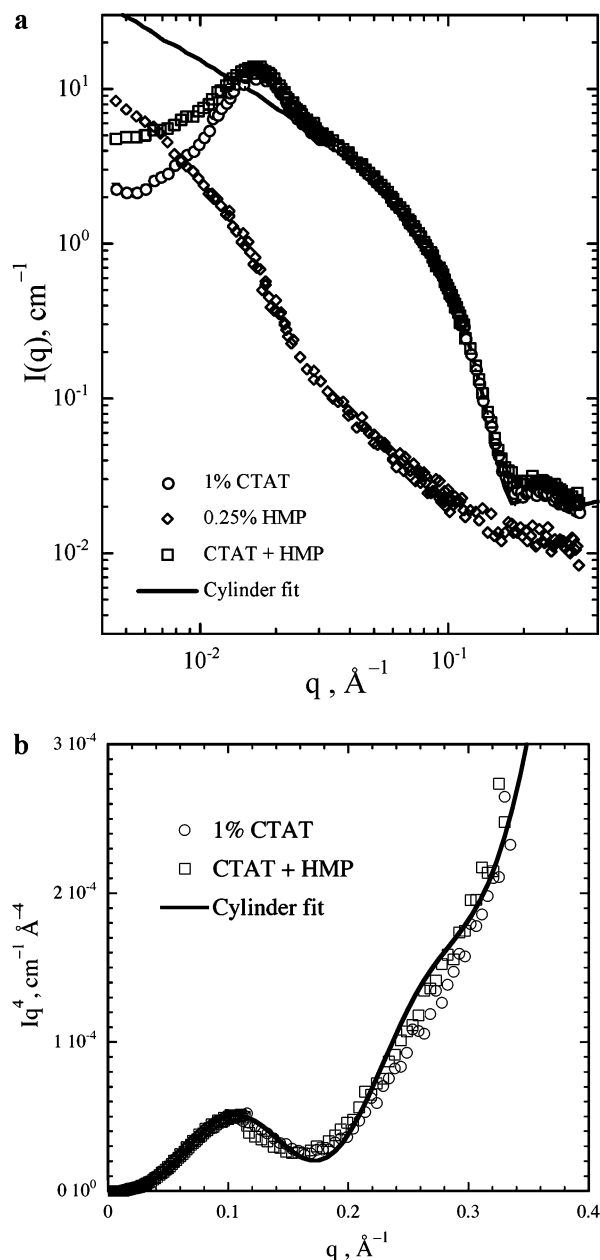 a
10¹
10⁰
10⁻¹
10⁻²
I(q), cm⁻¹
1% CTAT
0.25% HMP
CTAT + HMP
Cylinder fit
10⁻² 10⁻¹
q , Å⁻¹
b
3 10⁻⁴
2 10⁻⁴
1 10⁻⁴
0 10⁰
Iq⁴ , cm⁻¹ Å⁻⁴
1% CTAT
CTAT + HMP
Cylinder fit
0 0.1 0.2 0.3 0.4
q , Å⁻¹